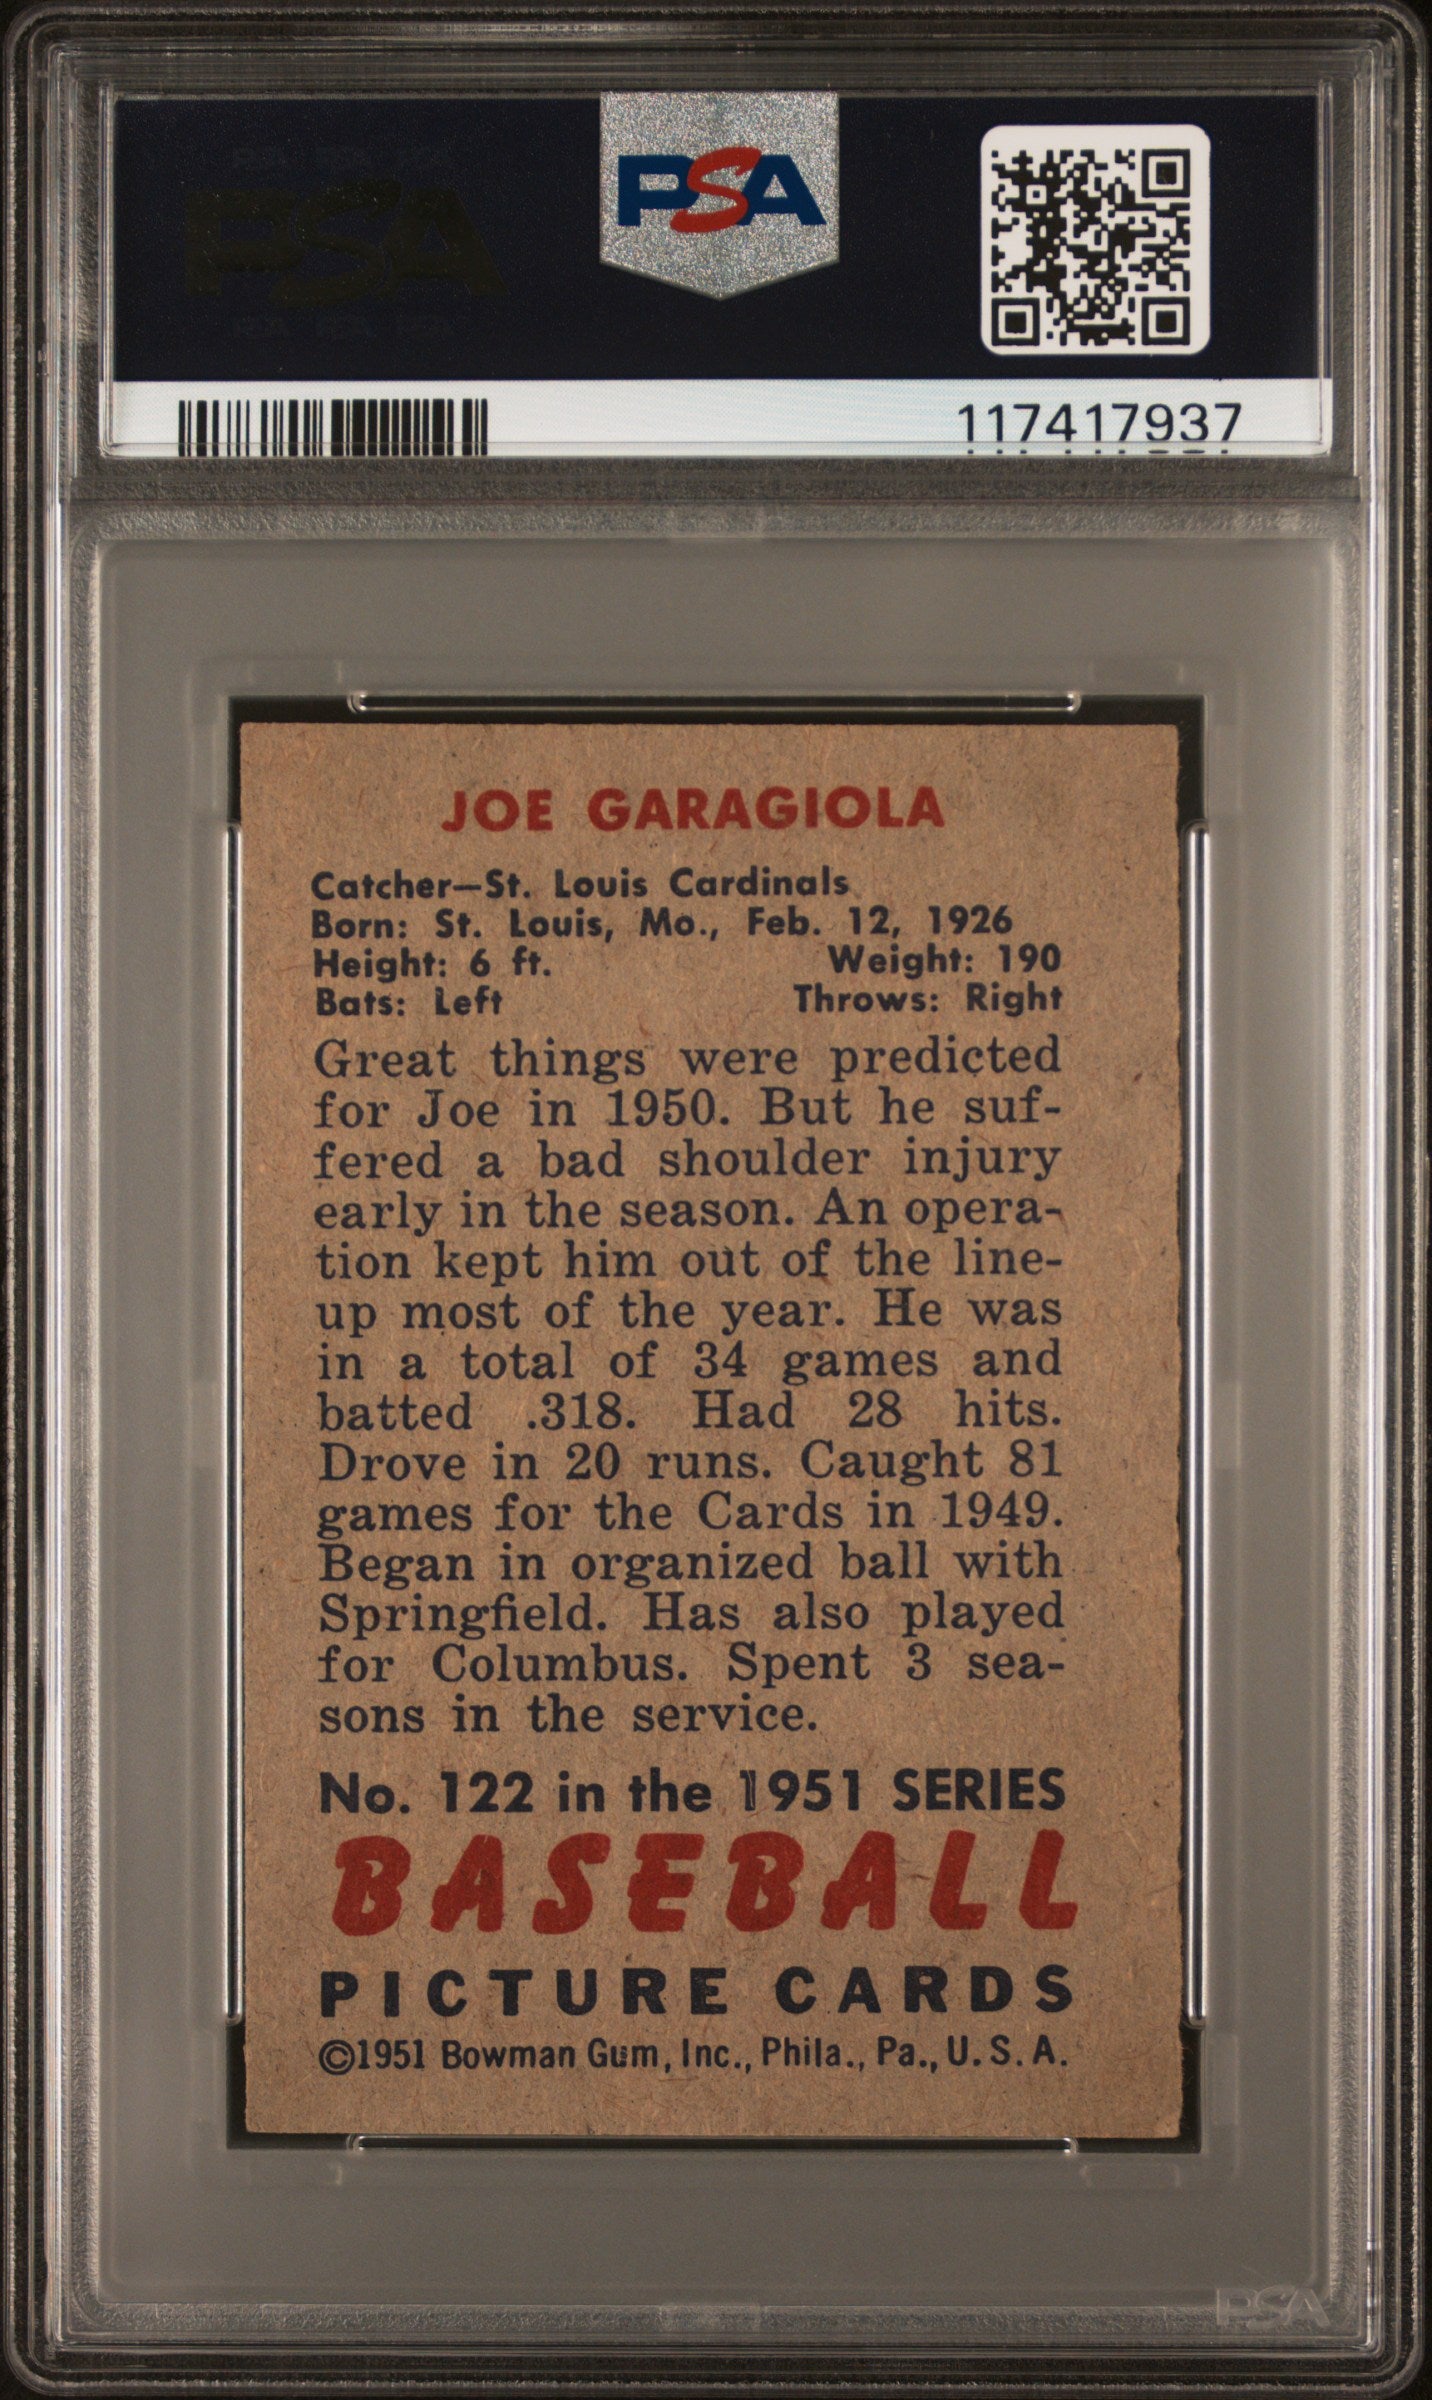 PSA
PSA
117417937
JOE GARAGIOLA
Catcher—St. Louis Cardinals
Born: St. Louis, Mo., Feb. 12, 1926
Height: 6 ft. Weight: 190
Bats: Left Throws: Right
Great things were predicted
for Joe in 1950. But he suf-
fered a bad shoulder injury
early in the season. An opera-
tion kept him out of the line-
up most of the year. He was
in a total of 34 games and
batted .318. Had 28 hits.
Drove in 20 runs. Caught 81
games for the Cards in 1949.
Began in organized ball with
Springfield. Has also played
for Columbus. Spent 3 sea-
sons in the service.
No. 122 in the 1951 SERIES
BASEBALL
PICTURE CARDS
©1951 Bowman Gum, Inc., Phila., Pa., U. S. A.
PSA